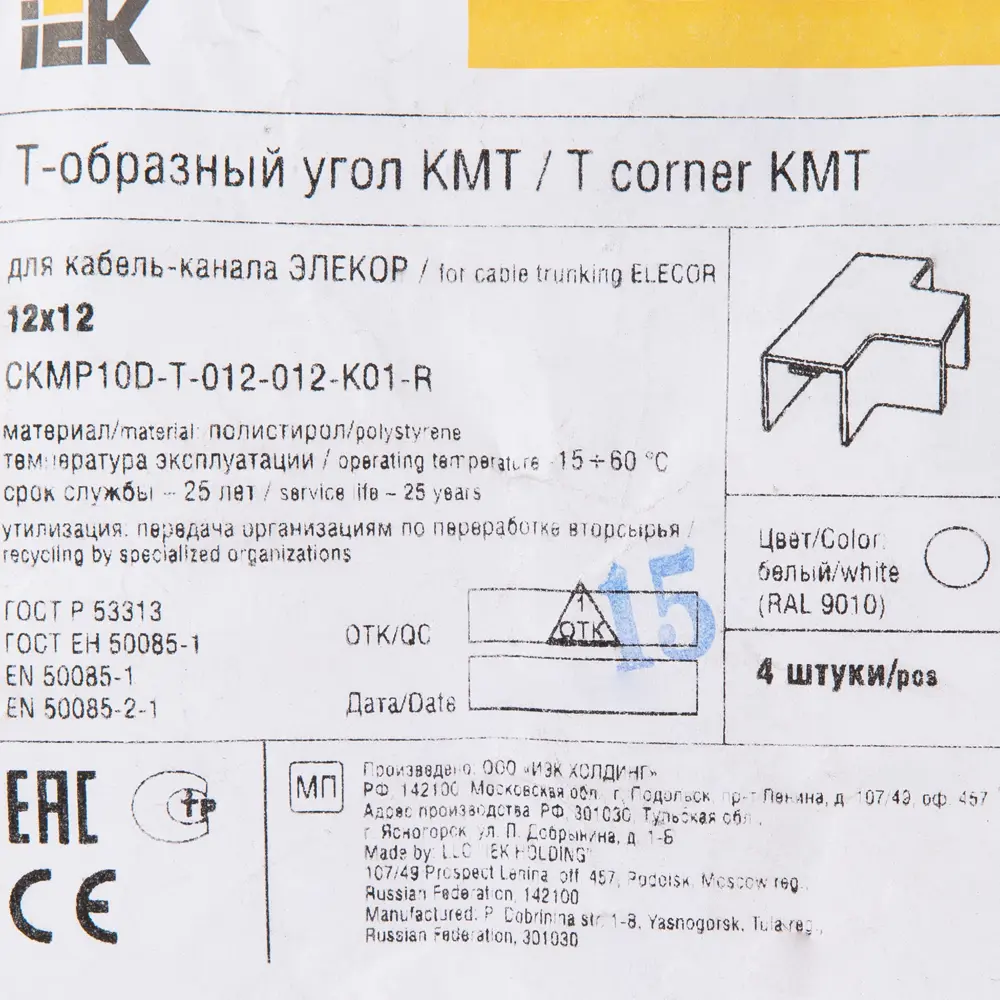 IEK
Т-образный угол КМТ / T corner KMT
для кабель-канала ЭЛЕКОР / for cable trunking ELECOR
12x12
CKMP10D-T-012-012-K01-R
материал/material: полистирол/polystyrene
температура эксплуатации / operating temperature -15÷60 °C
срок службы – 25 лет / service life – 25 years
утилизация: передача организациям по переработке вторсырья /
recycling by specialized organizations
ГОСТ Р 53313
ГОСТ ЕН 50085-1
EN 50085-1
EN 50085-2-1
ОТК/QC
1
ОТК
15
Дата/Date
Цвет/Color:
белый/white
(RAL 9010)
4 штуки/pcs
EAC
тр
CE
МП
Произведено: ООО «ИЭК ХОЛДИНГ»
РФ, 142100, Московская обл., г. Подольск, пр-т Ленина, д. 107/49, оф. 457
Адрес производства РФ, 301030, Тульская обл.,
г. Ясногорск, ул. П. Добрынина, д. 1-Б
Made by: LLC "IEK HOLDING"
107/49 Prospect Lenina, off. 457, Podolsk, Moscow reg.,
Russian Federation, 142100
Manufactured: P. Dobrinina str. 1-B, Yasnogorsk, Tula reg.,
Russian Federation, 301030